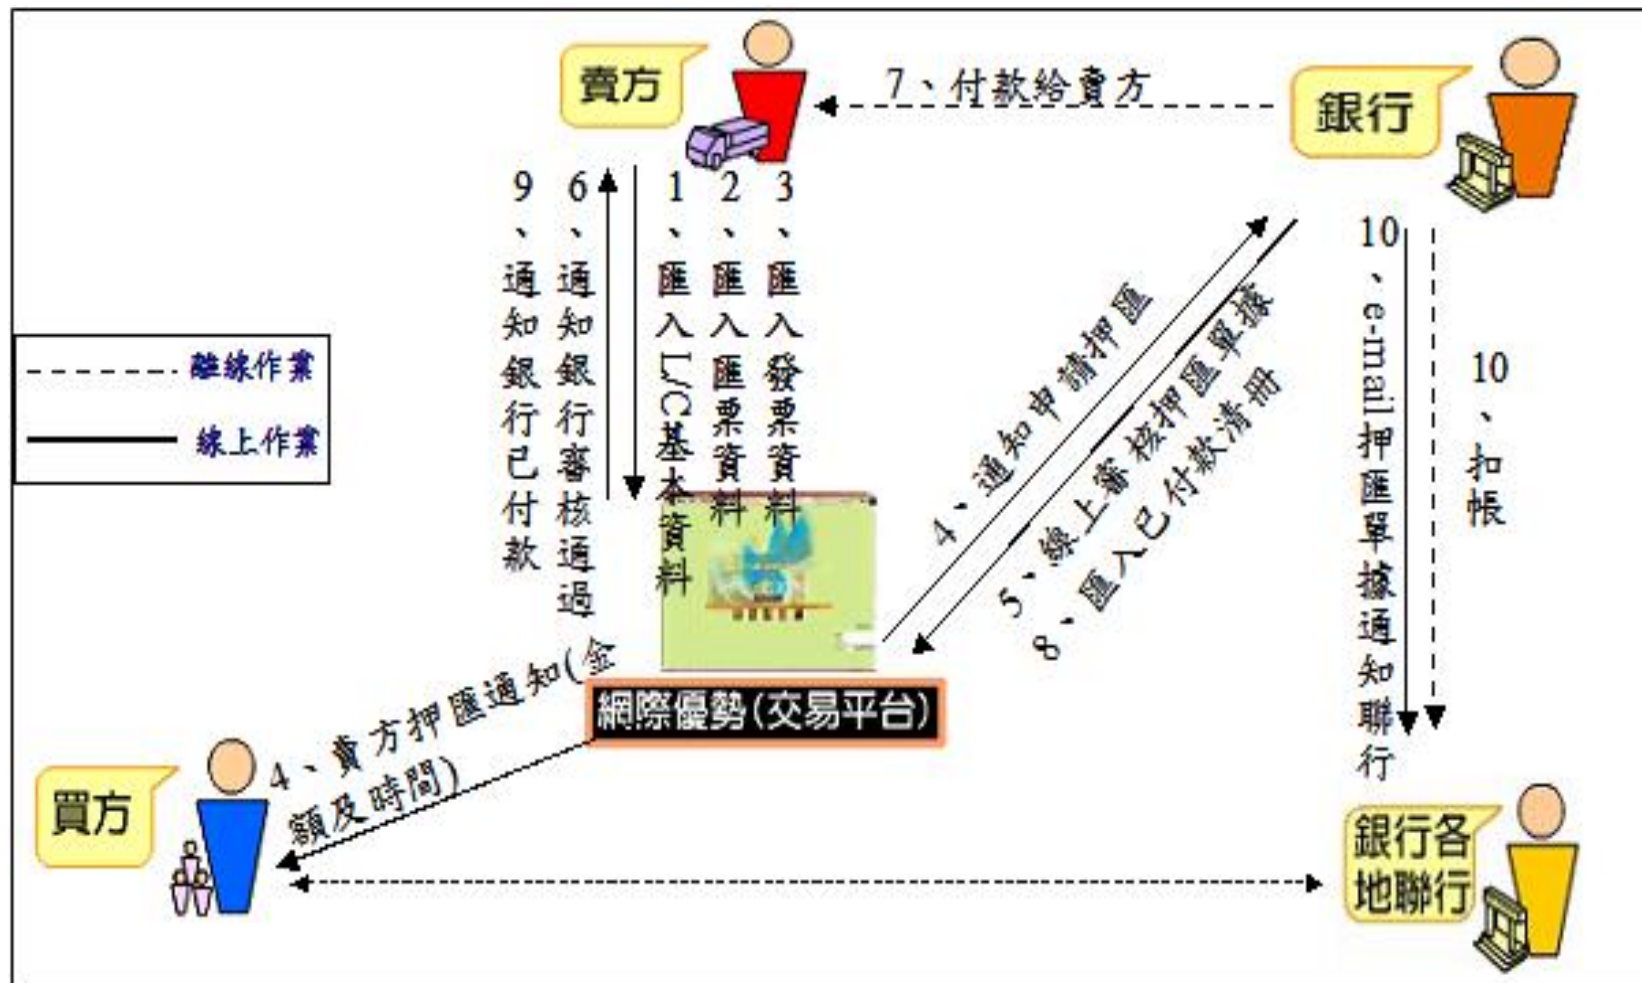 賣方
7、付款給賣方
銀行
9、通知銀行已付款
6、通知銀行審核通過
1、匯入L/C基本資料
2、匯入匯票資料
3、匯入發票資料
4、通知申請押匯
5、線上審核押匯單據
8、匯入已付款清冊
10、e-mail押匯單據通知聯行
10、扣帳
離線作業
線上作業
網際優勢(交易平台)
4、賣方押匯通知(金
額及時間)
買方
銀行各
地聯行